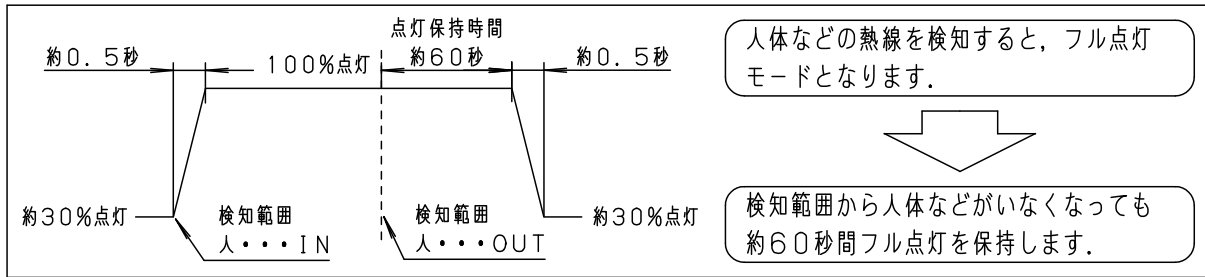 点灯保持時間
約0.5秒
100%点灯
約60秒
約0.5秒
約30%点灯
検知範囲
人・・・IN
検知範囲
人・・・OUT
約30%点灯
人体などの熱線を検知すると，フル点灯
モードとなります．
検知範囲から人体などがいなくなっても
約60秒間フル点灯を保持します．